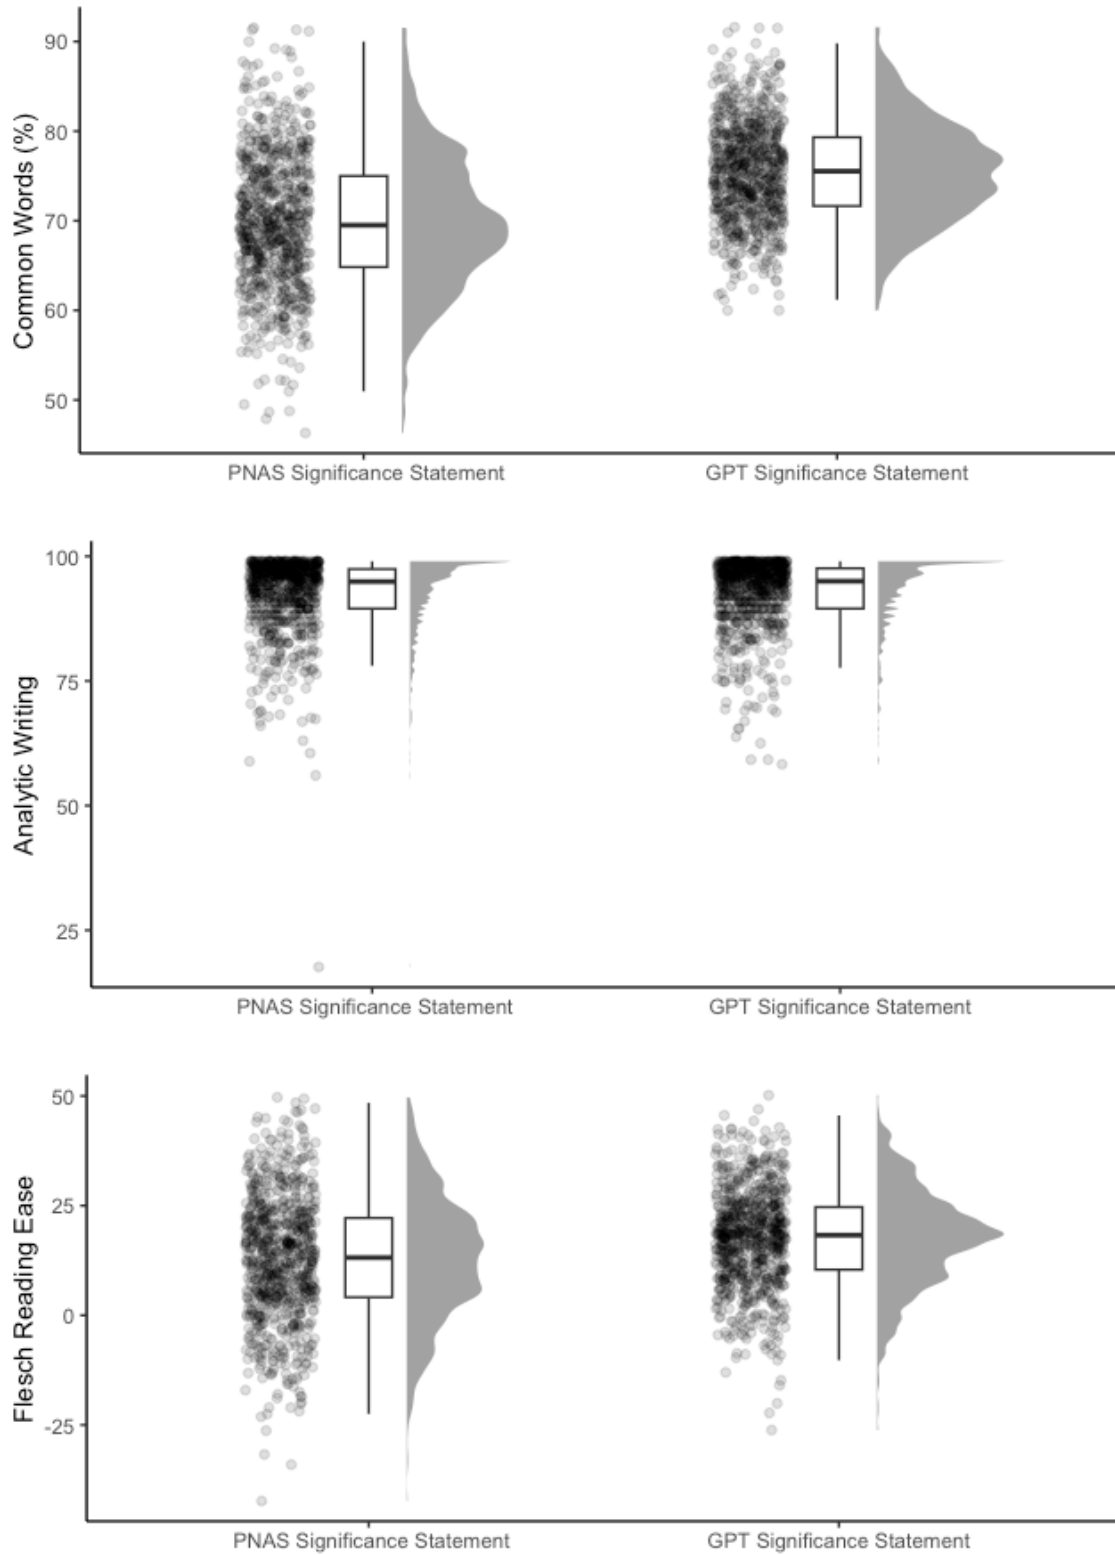 Common Words (%)
90
80
70
60
50
PNAS Significance Statement
GPT Significance Statement
Analytic Writing
100
75
50
25
PNAS Significance Statement
GPT Significance Statement
Flesch Reading Ease
50
25
0
-25
PNAS Significance Statement
GPT Significance Statement